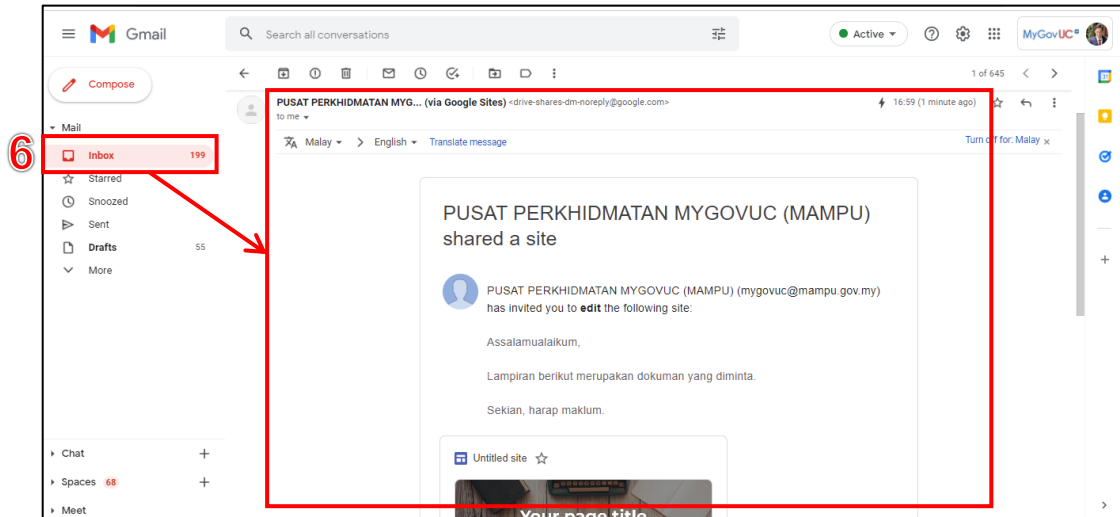 Gmail
Search all conversations
Active
MyGovUC
Compose
1 of 645
PUSAT PERKHIDMATAN MYG... (via Google Sites) <drive-shares-dm-noreply@google.com>
16:59 (1 minute ago)
to me
Mail
6
Inbox 199
Malay > English Translate message
Turn off for: Malay ×
Starred
Snoozed
Sent
Drafts 55
More
PUSAT PERKHIDMATAN MYGOVUC (MAMPU)
shared a site
PUSAT PERKHIDMATAN MYGOVUC (MAMPU) (mygovuc@mampu.gov.my)
has invited you to edit the following site:
Assalamualaikum,
Lampiran berikut merupakan dokuman yang diminta.
Sekian, harap maklum.
Chat
Untitled site
Spaces 68
Meet
Your page title